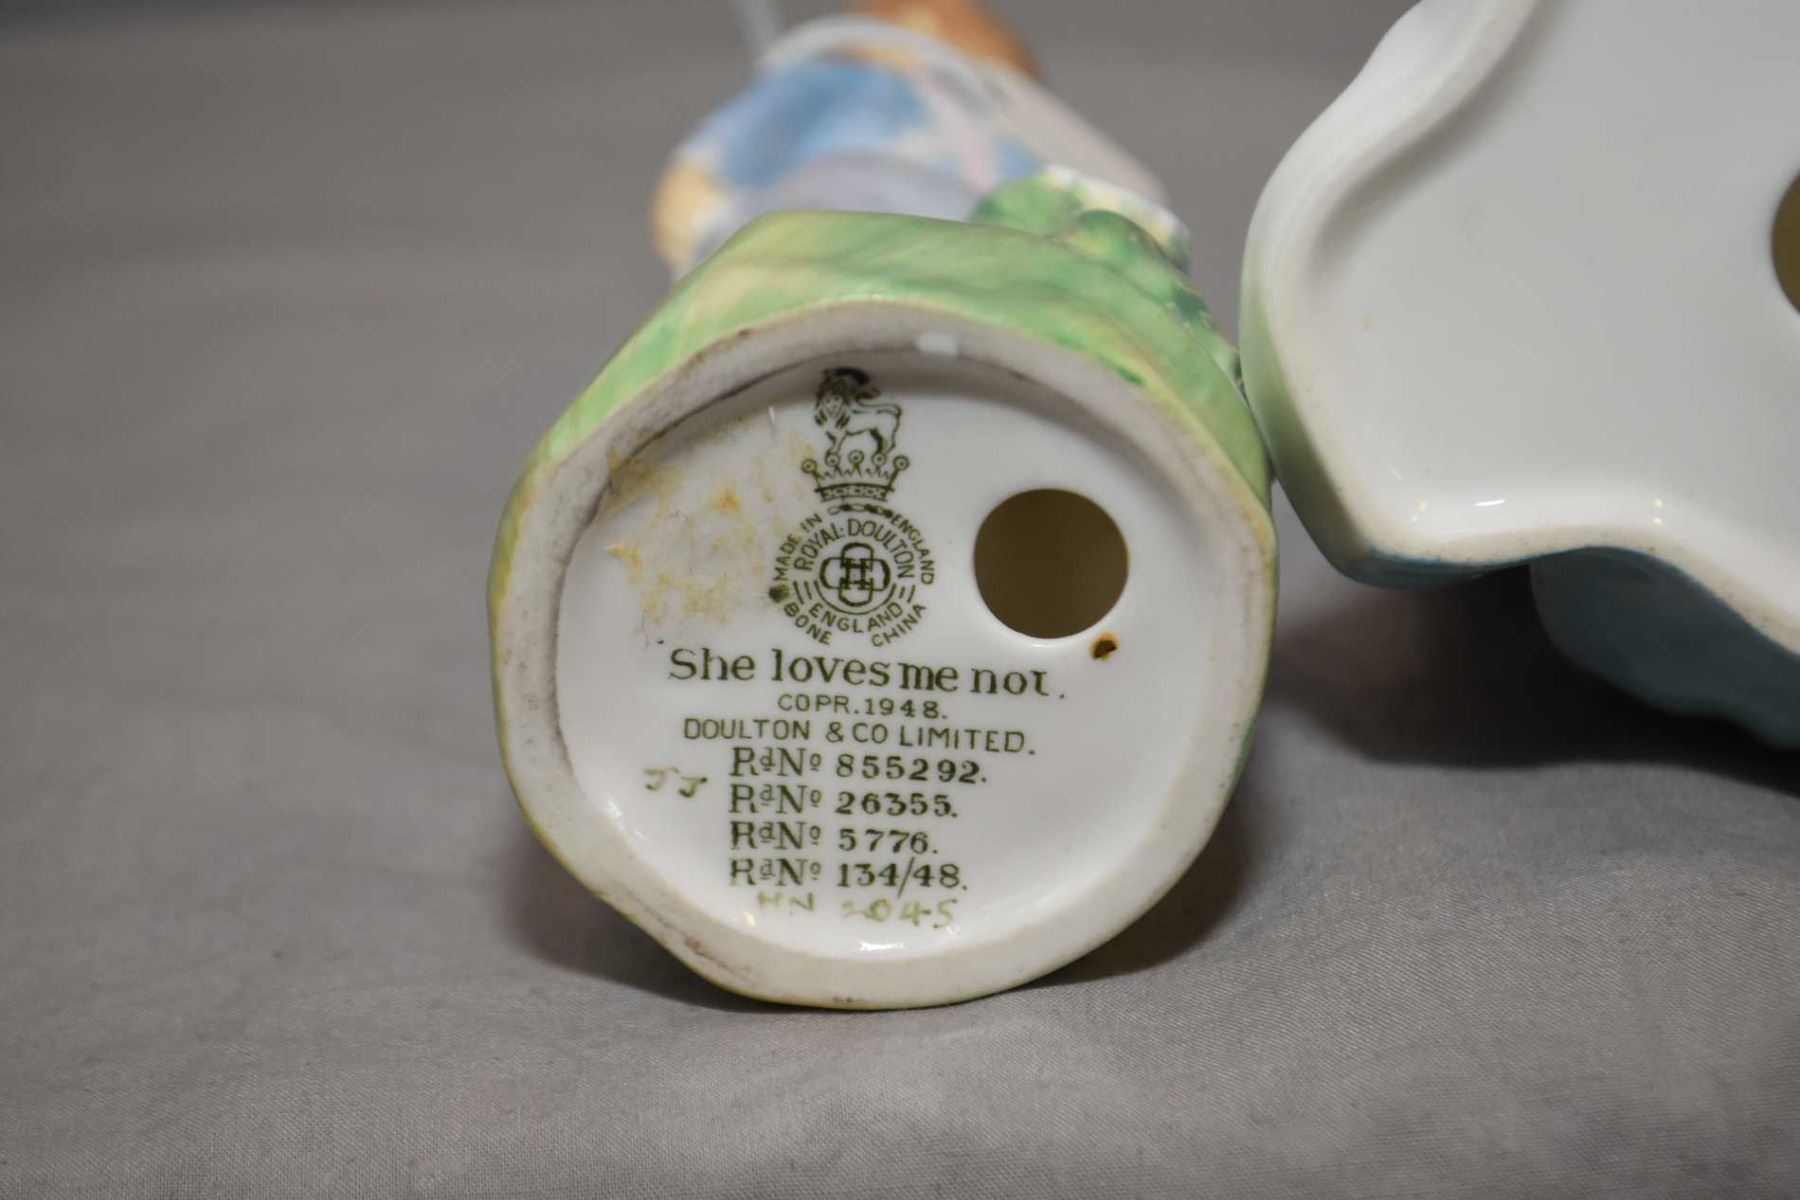 MADE IN ENGLAND
ROYAL·DOULTON
ENGLAND
BONE CHINA
She loves me not.
COPR.1948.
DOULTON & CO LIMITED.
RdNo 855292.
JJ RdNo 26355.
RdNo 5776.
RdNo 134/48.
HN 2045